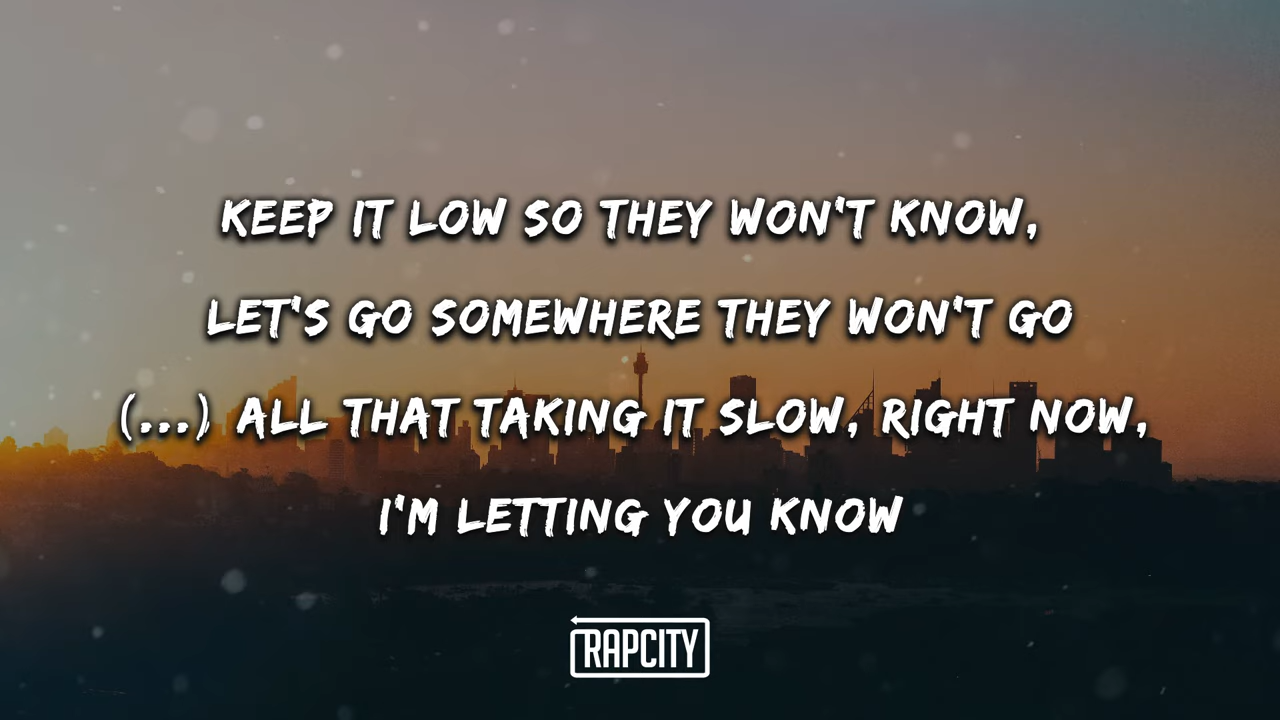 KEEP IT LOW SO THEY WON'T KNOW,
LET'S GO SOMEWHERE THEY WON'T GO
(...) ALL THAT TAKING IT SLOW, RIGHT NOW,
I'M LETTING YOU KNOW
RAPCITY